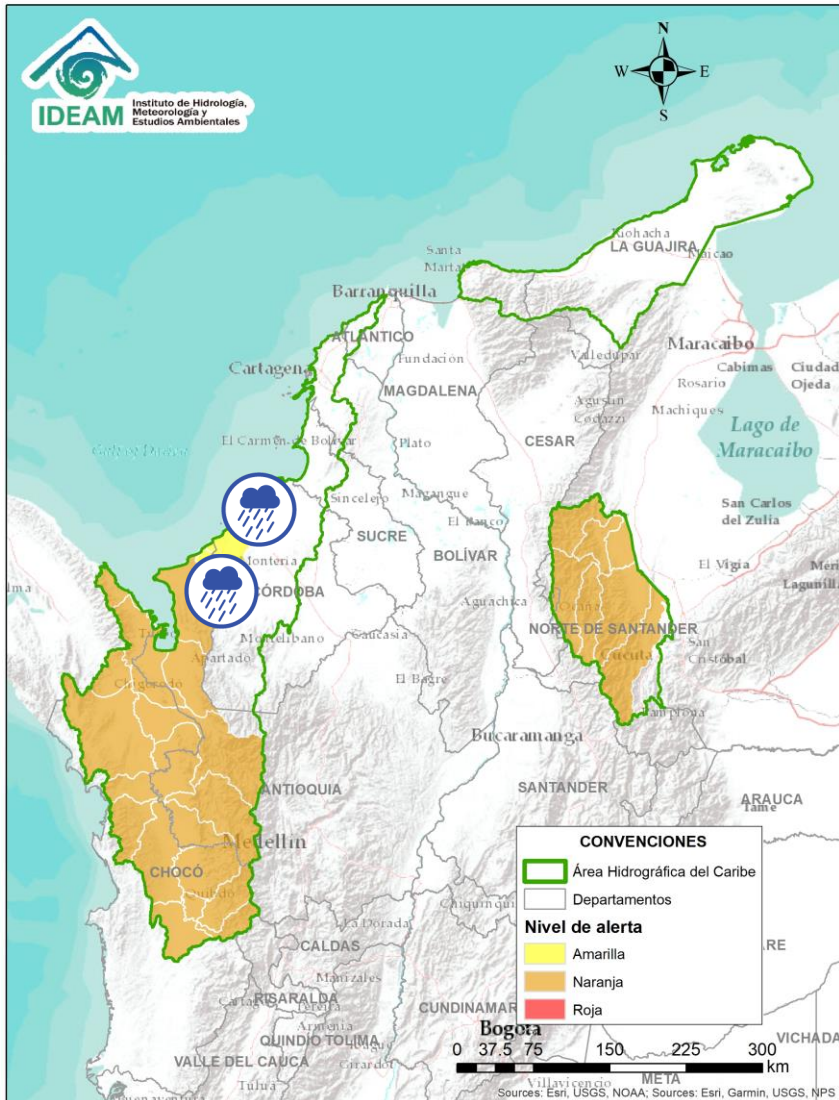 IDEAM
Instituto de Hidrología,
Meteorología y
Estudios Ambientales
N
W
E
S
Riohacha
LA GUAJIRA
Maicao
Santa
Marta
Barranquilla
ATLÁNTICO
Fundación
Valledupar
Maracaibo
Cabimas
Ciudad
Ojeda
Rosario
Cartagena
MAGDALENA
Agustín
Codazzi
Machiques
Lago de
Maracaibo
El Carmen de Bolívar
Plato
CESAR
Sincelejo
Magangue
San Carlos
del Zulia
El Banco
SUCRE
BOLÍVAR
Montería
El Vigía
CÓRDOBA
Aguachica
NORTE DE SANTANDER
Montelíbano
Caucasia
San
Cristóbal
Cúcuta
Apartado
El Bagre
Chigorodó
Pamplona
Bucaramanga
ANTIOQUIA
SANTANDER
ARAUCA
Tame
Medellín
CHOCÓ
Quibdó
La Dorada
CALDAS
Manizales
RISARALDA
Pereira
CUNDINAMAR
Armenia
Bogotá
QUINDÍO
TOLIMA
Girardot
VICHADA
VALLE DEL CAUCA
Tuluá
Villavicencio
META
CONVENCIONES
Área Hidrográfica del Caribe
Departamentos
Nivel de alerta
Amarilla
Naranja
Roja
0 37.5 75 150 225 300
km
Sources: Esri, USGS, NOAA; Sources: Esri, Garmin, USGS, NPS